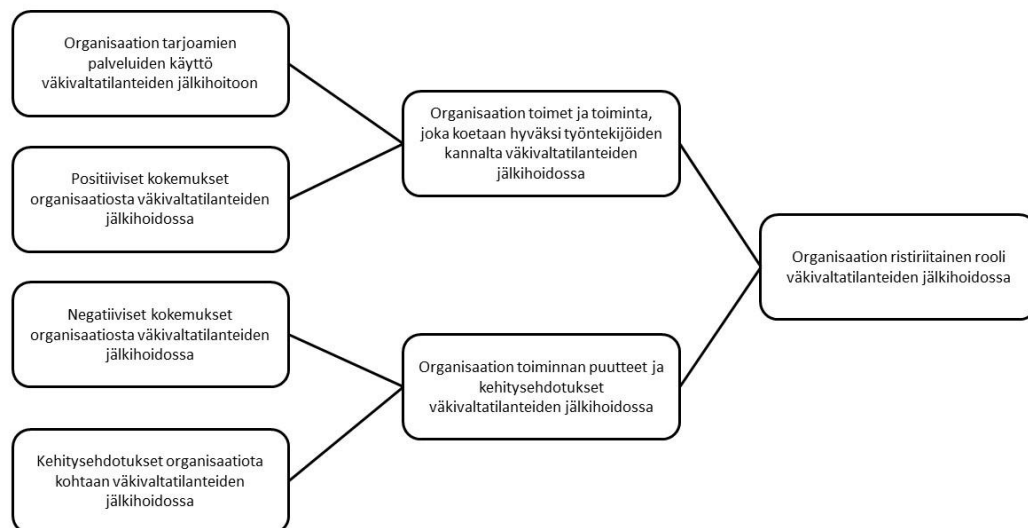 Organisaation tarjoamien
palveluiden käyttö
väkivaltatilanteiden jälkihoitoon
Positiiviset kokemukset
organisaatiosta väkivaltatilanteiden
jälkihoidossa
Negatiiviset kokemukset
organisaatiosta väkivaltatilanteiden
jälkihoidossa
Kehitysehdotukset organisaatiota
kohtaan väkivaltatilanteiden
jälkihoidossa
Organisaation toimet ja toiminta,
joka koetaan hyväksi työntekijöiden
kannalta väkivaltatilanteiden
jälkihoidossa
Organisaation toiminnan puutteet ja
kehitysehdotukset
väkivaltatilanteiden jälkihoidossa
Organisaation ristiriitainen rooli
väkivaltatilanteiden jälkihoidossa